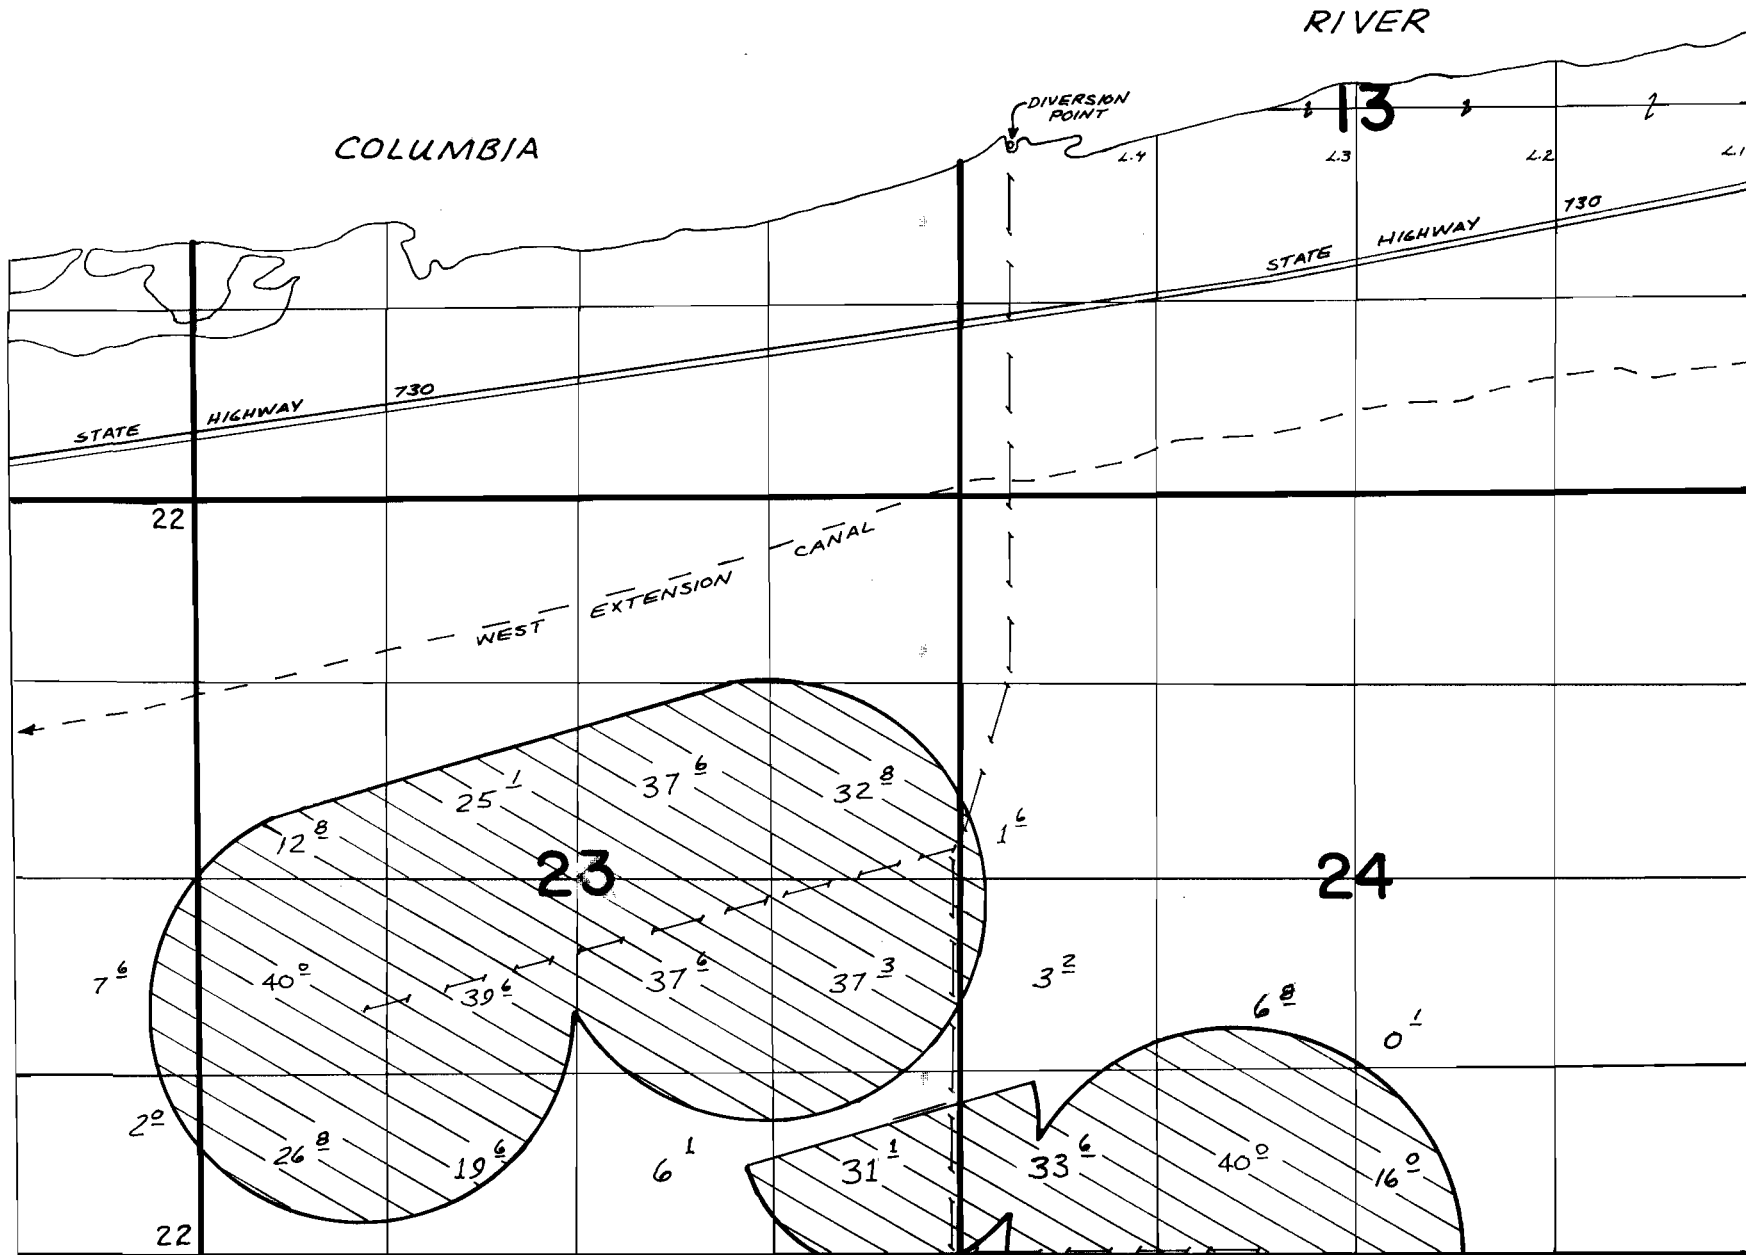 RIVER
COLUMBIA
DIVERSION
POINT
13
L.4
L.3
L.2
L.1
730
HIGHWAY
STATE
730
HIGHWAY
STATE
22
CANAL
EXTENSION
WEST
37 6
32 8
25 1
12 8
1 6
23
24
7 6
40 0
39 6
37 6
37 3
3 2
6 8
0 1
2 0
26 8
19 6
6 1
31 1
33 6
40 0
16 0
22